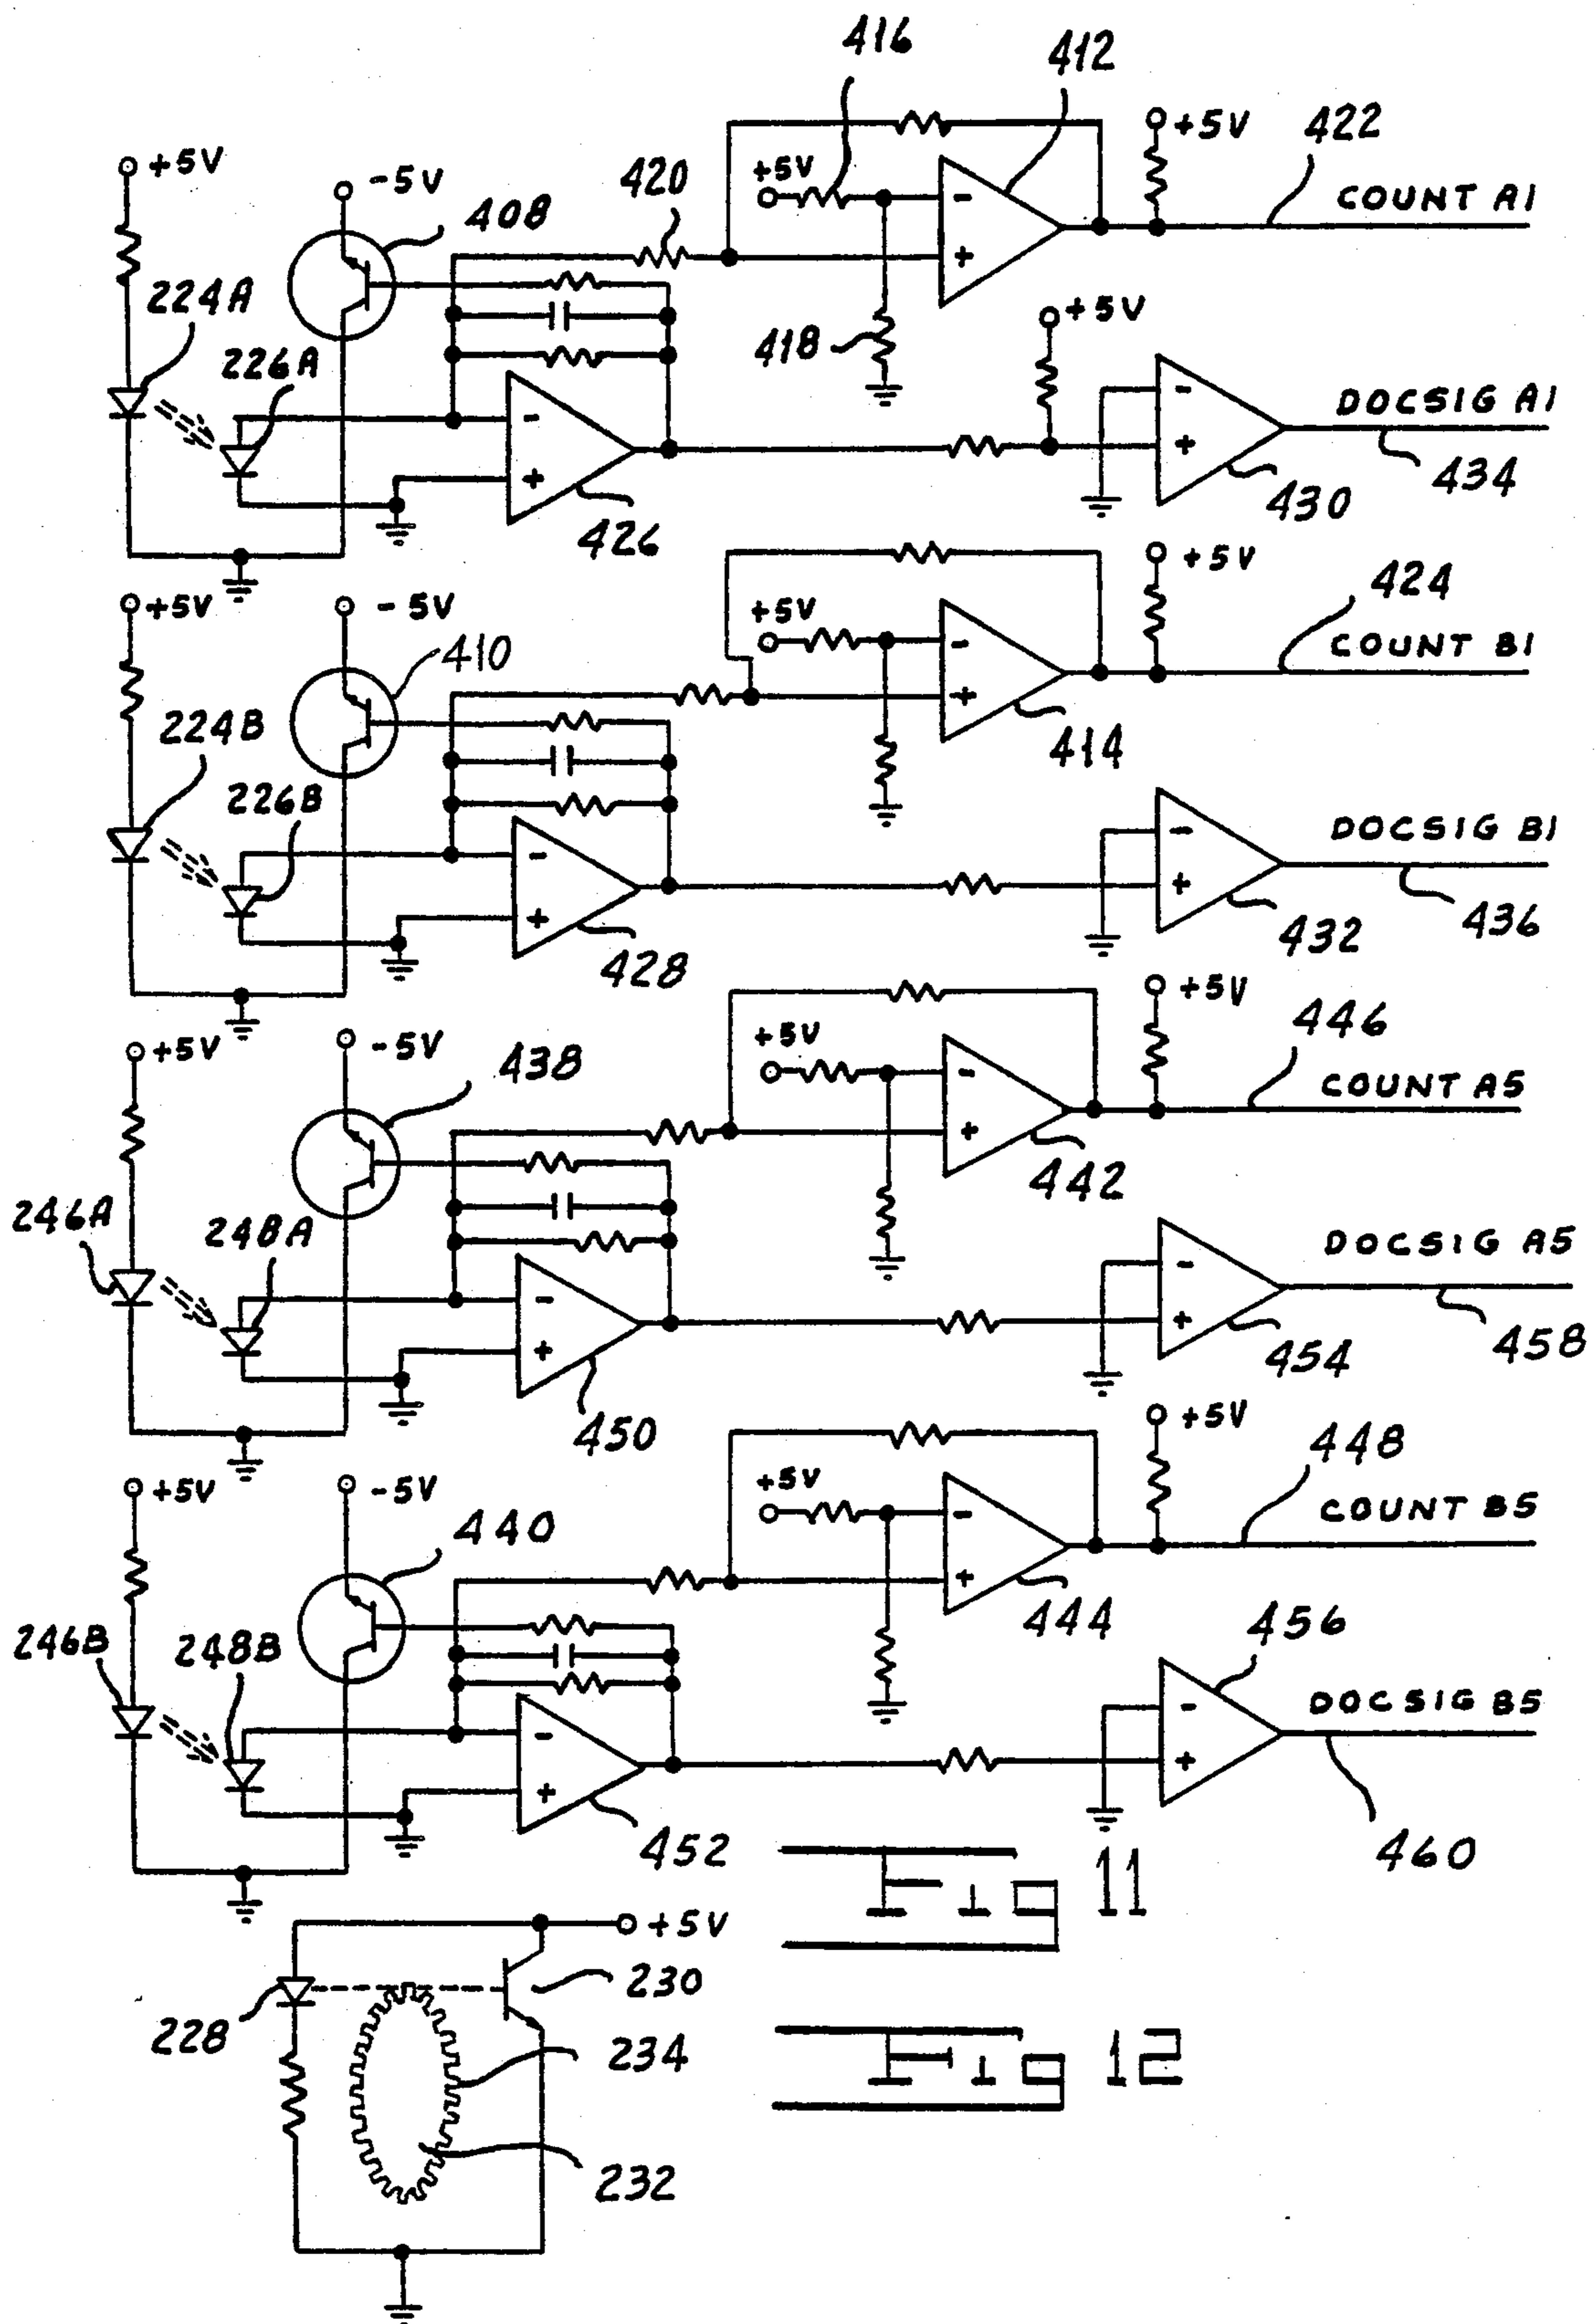 416
412
+5V
422
+5V
-5V
420
+5V
COUNT A1
408
-
+
224A
+5V
418
226A
-
DOCSIG A1
-
+
+
434
430
426
+5V
424
+5V
-5V
+5V
COUNT B1
410
-
+
224B
414
226B
-
DOCSIG B1
-
+
+
436
432
428
+5V
446
+5V
-5V
+5V
COUNT A5
438
-
+
442
246A
248A
DOCSIG A5
-
-
+
+
458
454
450
+5V
448
+5V
-5V
+5V
COUNT B5
440
-
+
444
456
246B
248B
-
DOCSIG B5
-
+
+
452
460
Fig 11
+5V
230
228
234
Fig 12
232